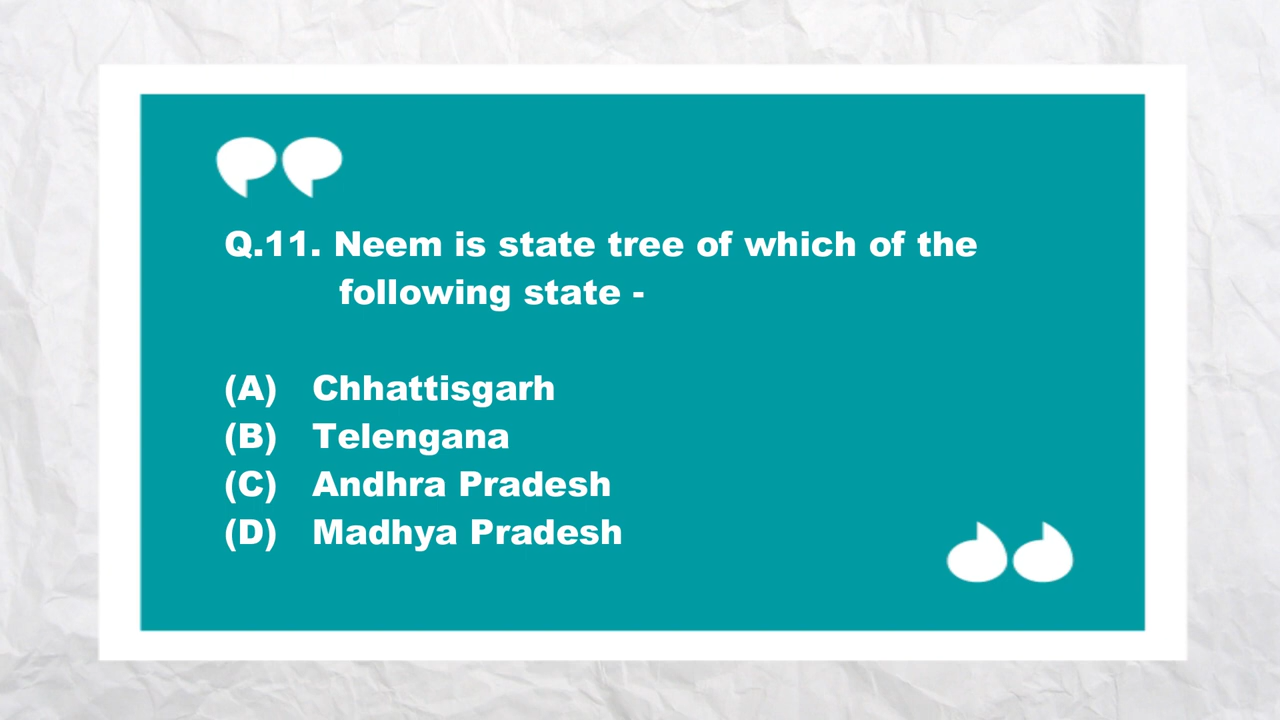 Q.11. Neem is state tree of which of the
following state -
(A) Chhattisgarh
(B) Telengana
(C) Andhra Pradesh
(D) Madhya Pradesh